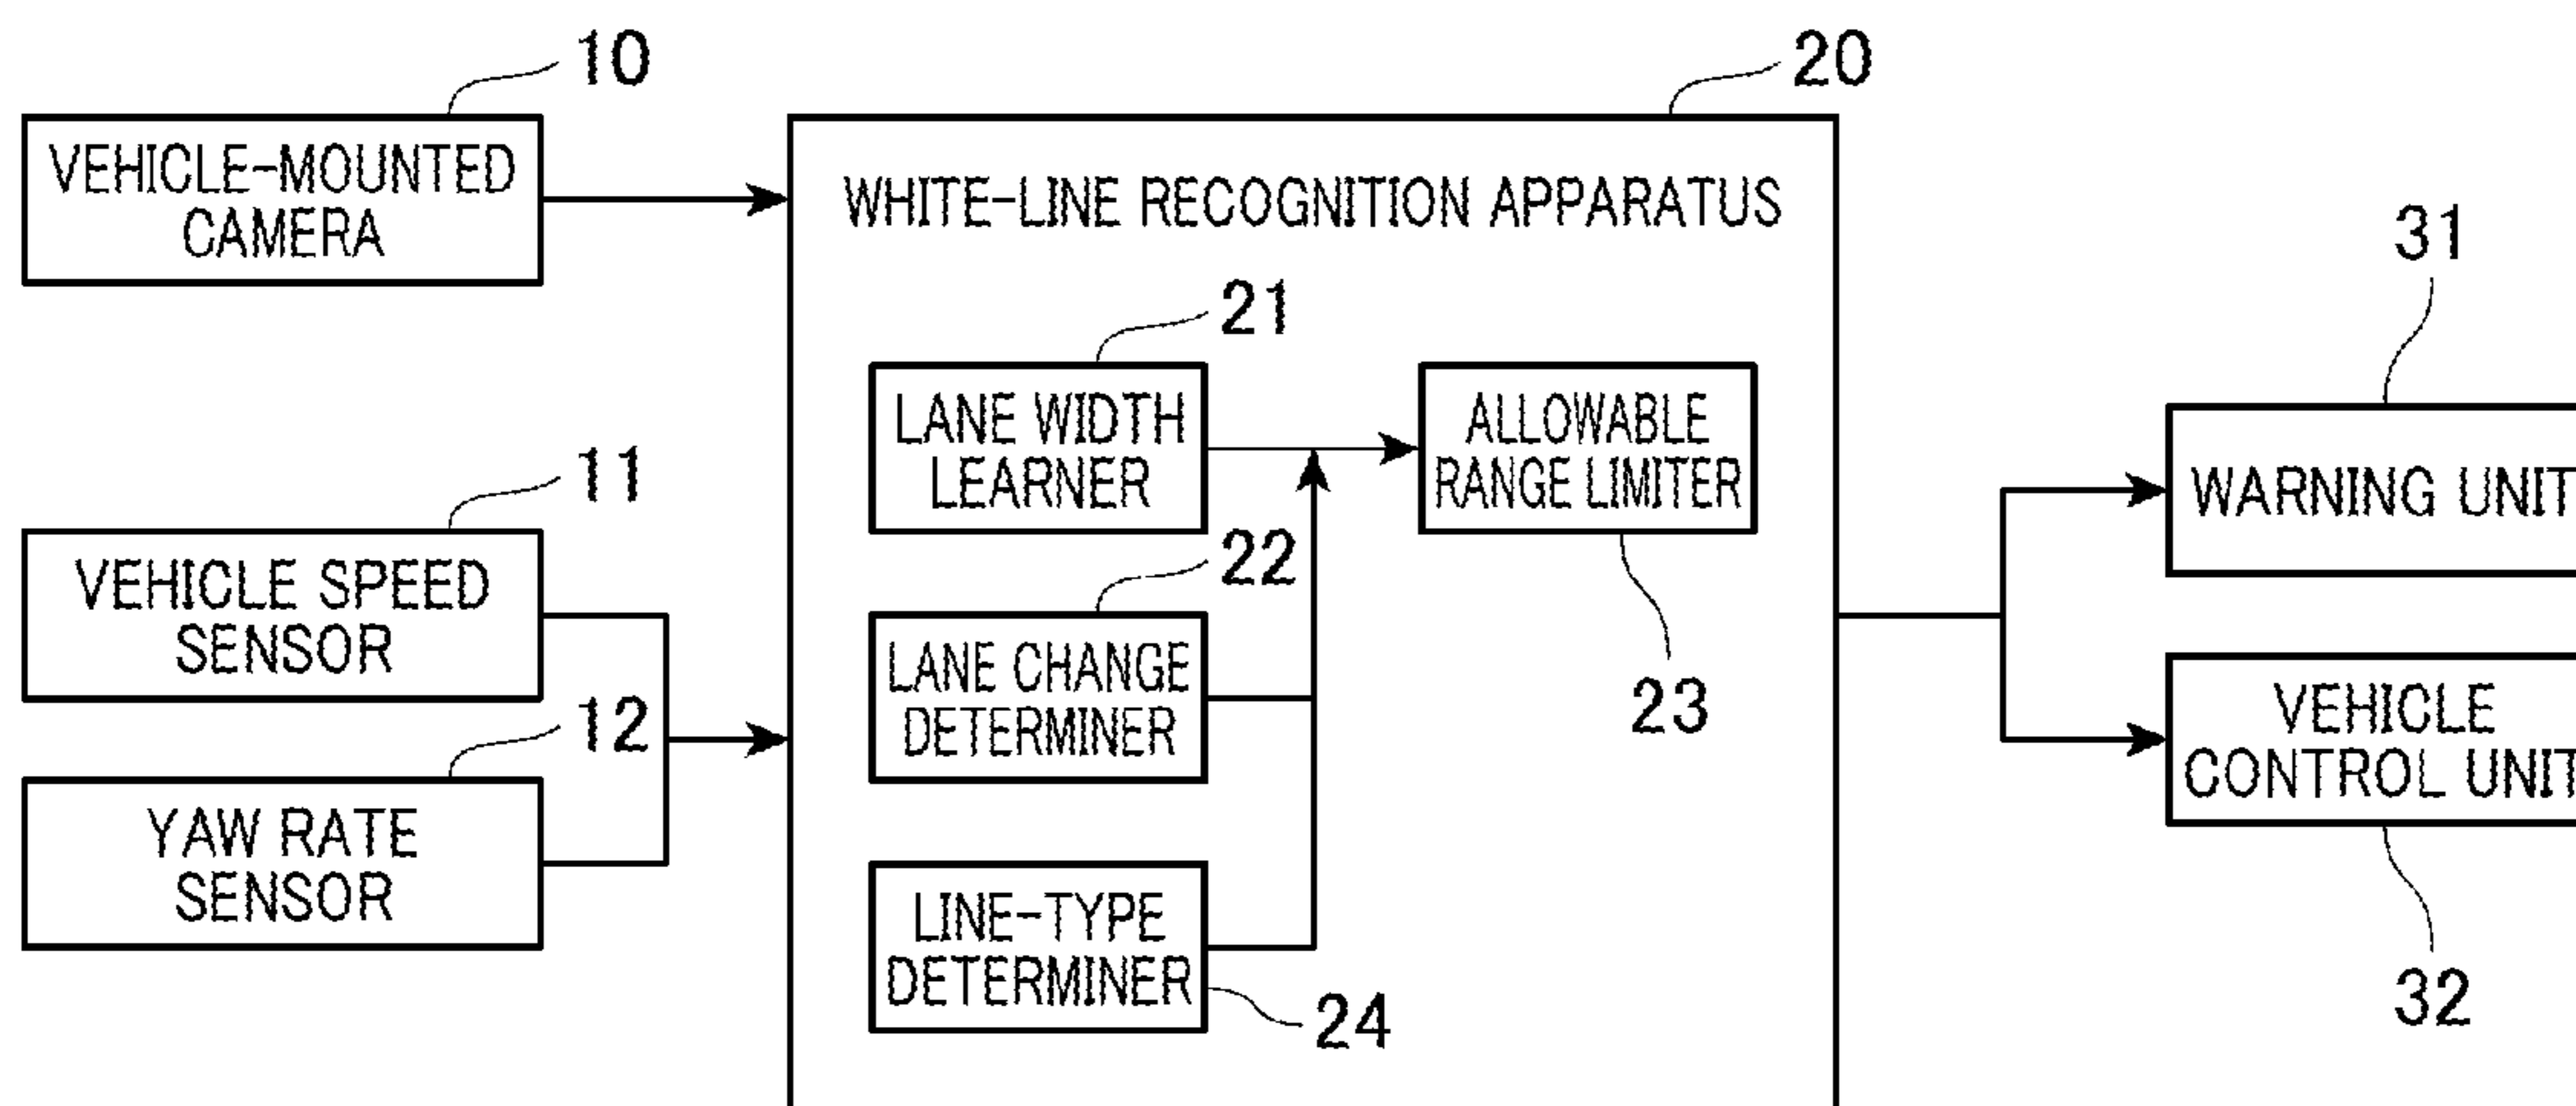 10
VEHICLE-MOUNTED
CAMERA
11
VEHICLE SPEED
SENSOR
12
YAW RATE
SENSOR
20
WHITE-LINE RECOGNITION APPARATUS
21
LANE WIDTH
LEARNER
22
LANE CHANGE
DETERMINER
LINE-TYPE
DETERMINER
24
ALLOWABLE
RANGE LIMITER
23
31
WARNING UNIT
VEHICLE
CONTROL UNIT
32